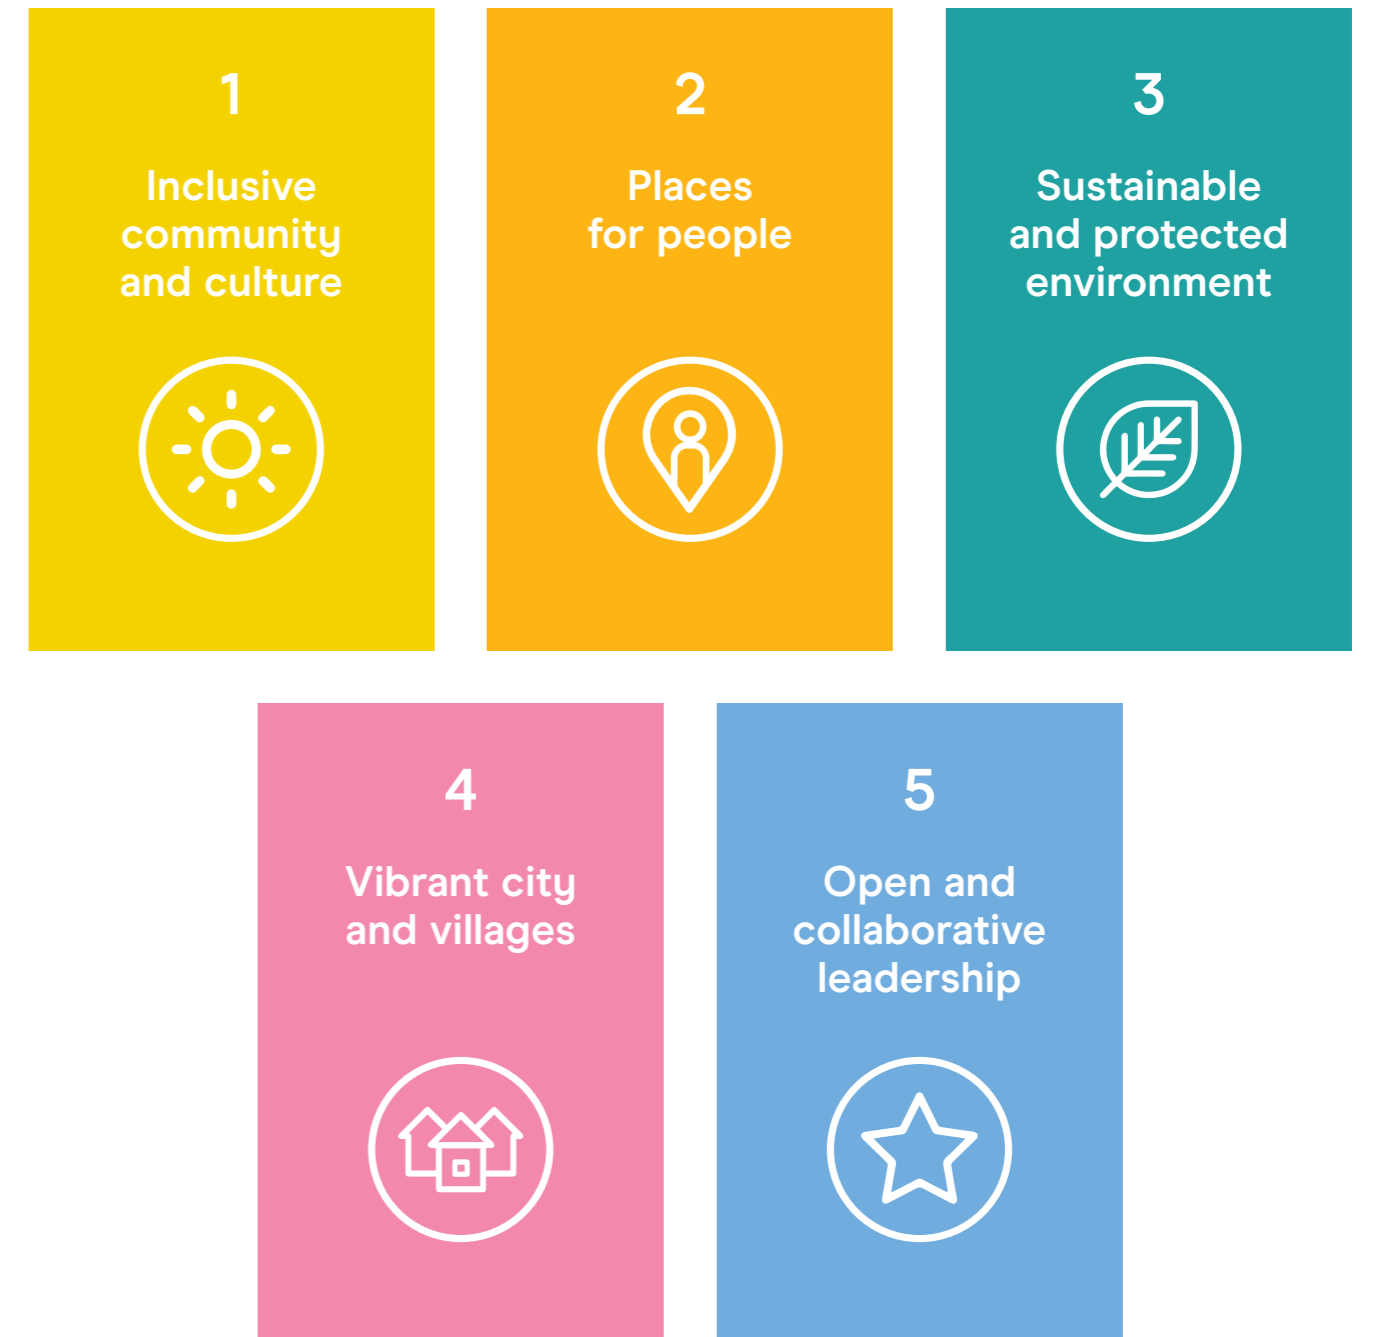 1
Inclusive
community
and culture
2
Places
for people
3
Sustainable
and protected
environment
4
Vibrant city
and villages
5
Open and
collaborative
leadership